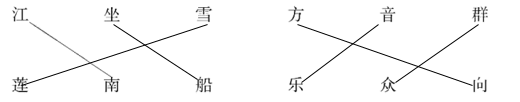 江 坐 雪 方 音 群
莲 南 船 乐 众 向